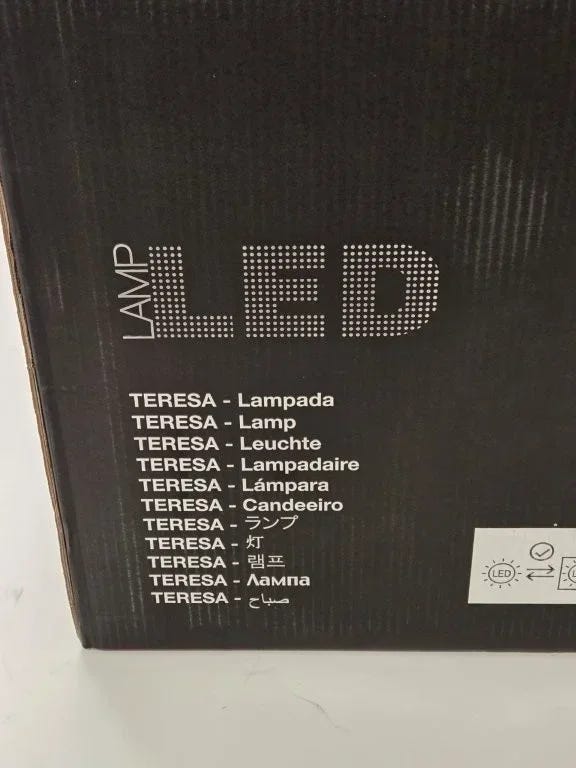 LAMP LED
TERESA - Lampada
TERESA - Lamp
TERESA - Leuchte
TERESA - Lampadaire
TERESA - Lámpara
TERESA - Candeeiro
TERESA - ランプ
TERESA - 灯
TERESA - 램프
TERESA - Лампа
TERESA - صباح
LED